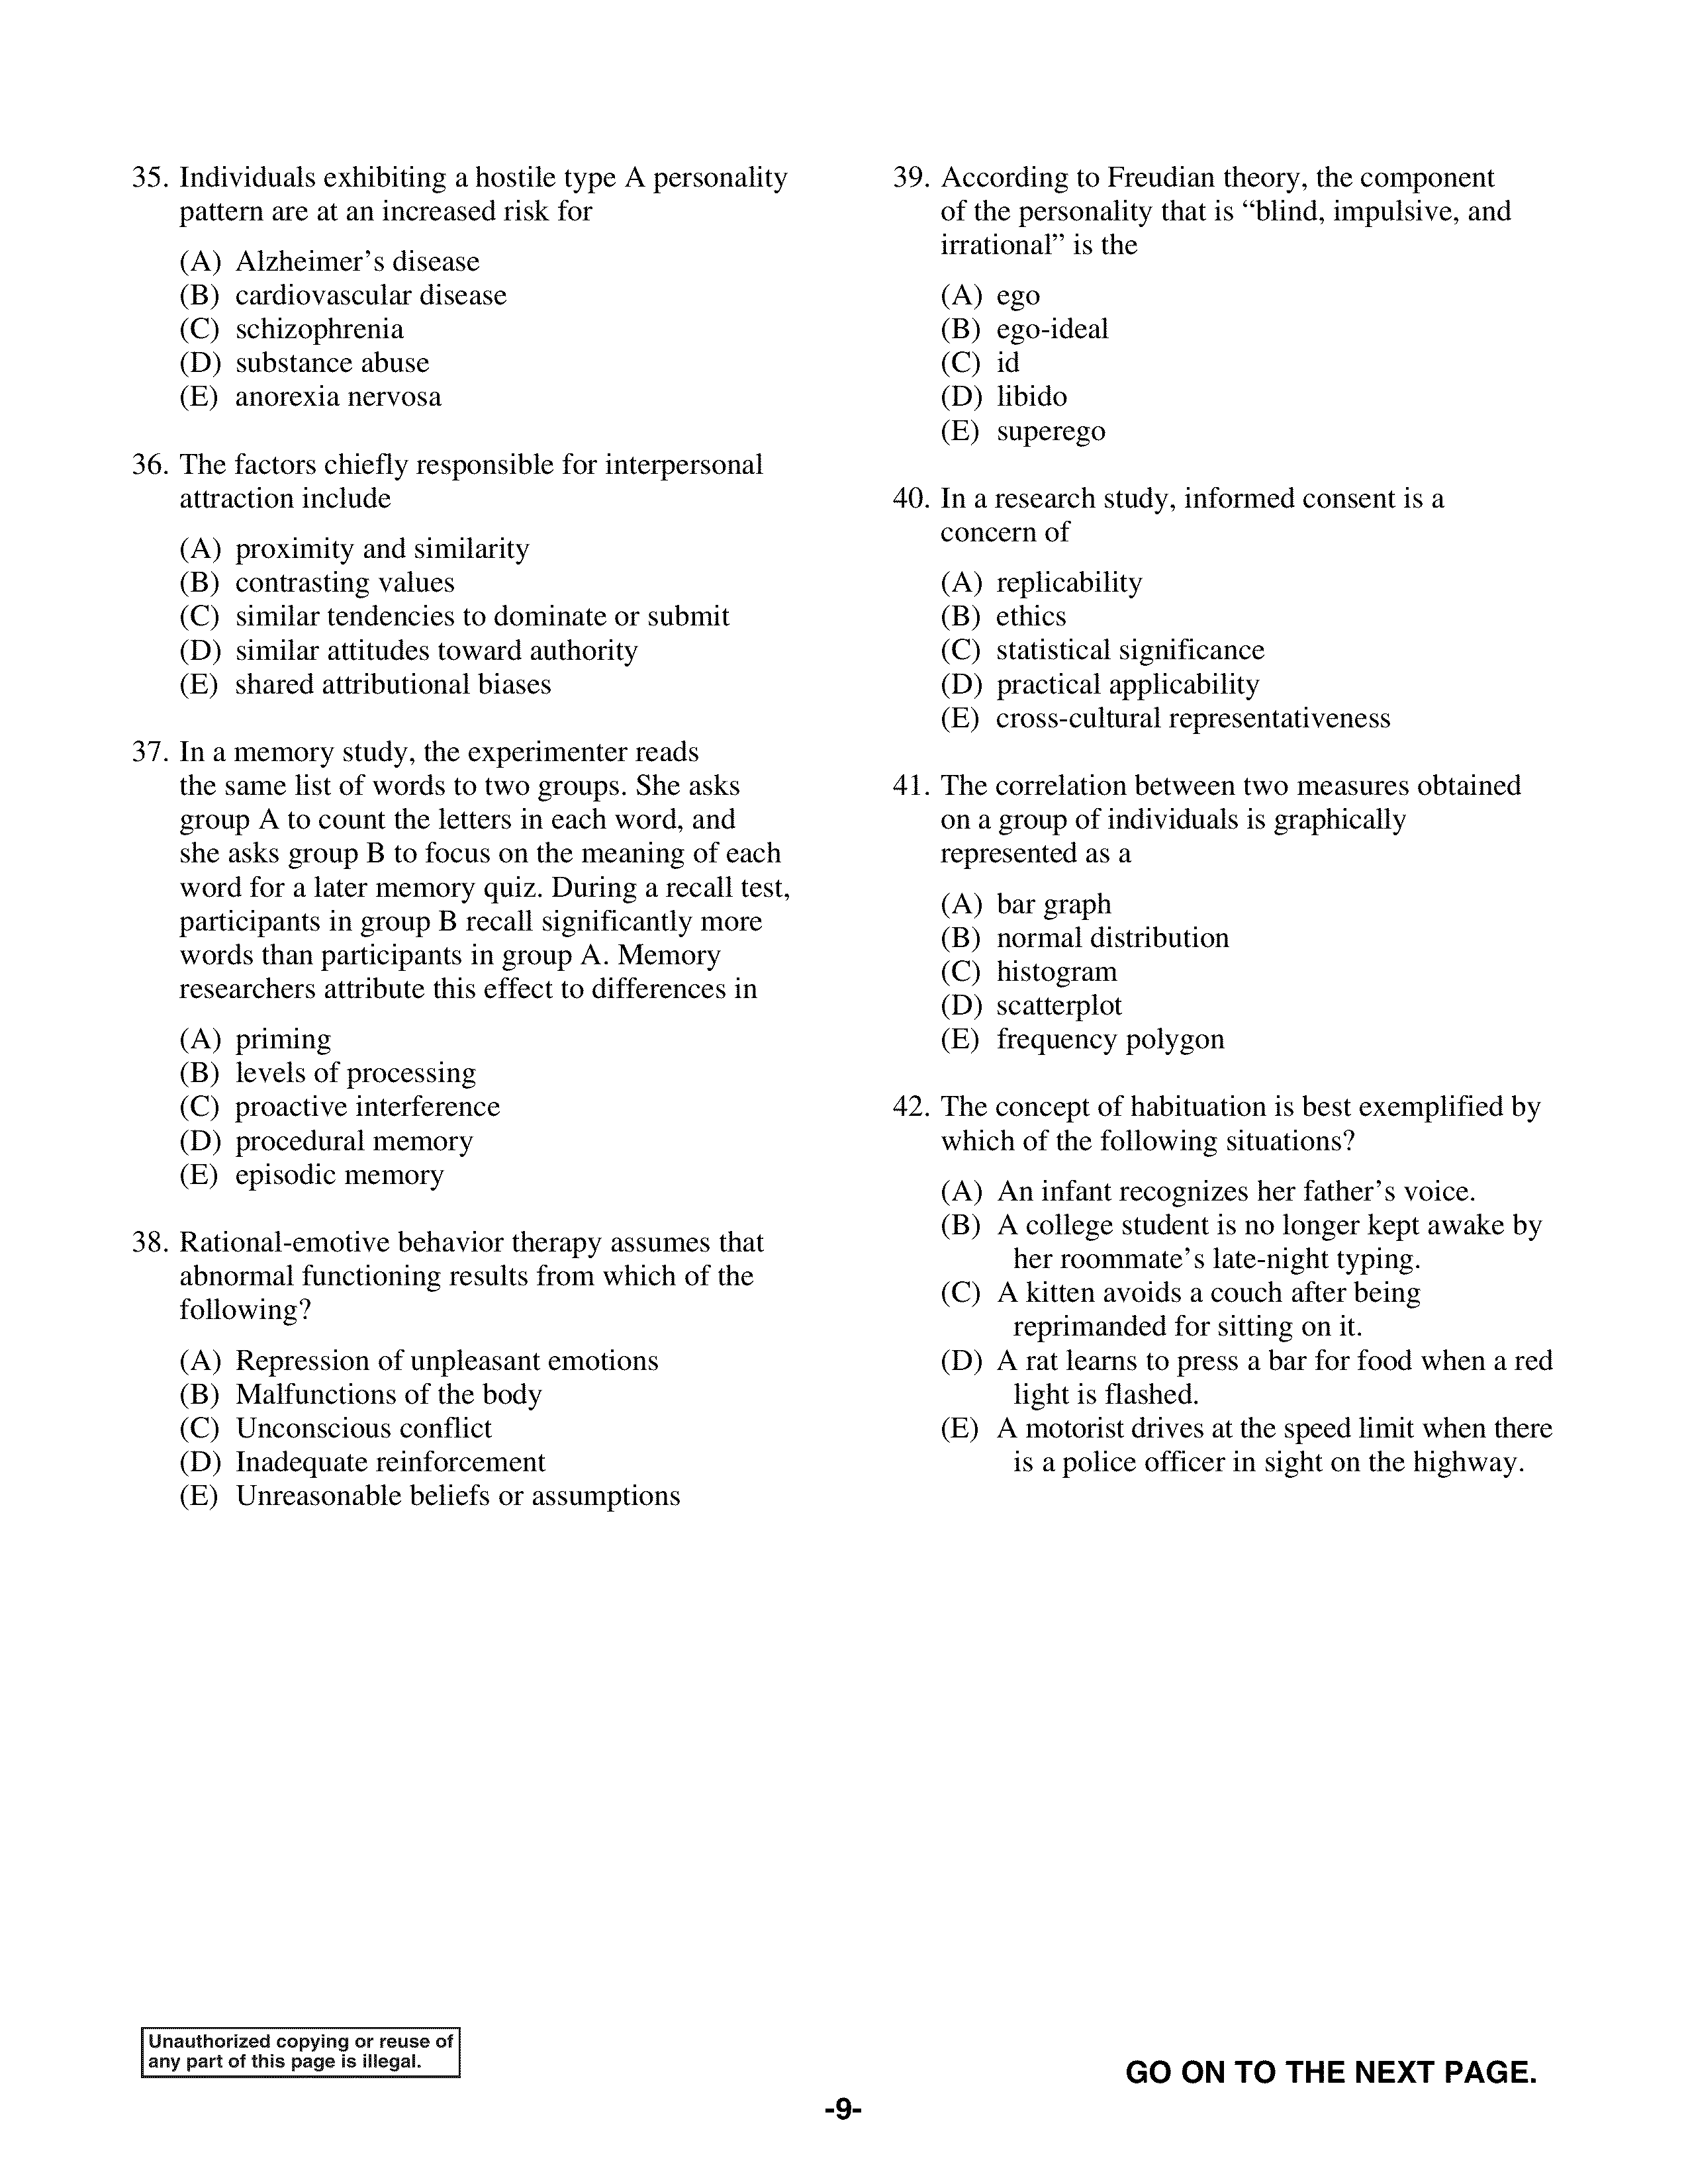 35. Individuals exhibiting a hostile type A personality
pattern are at an increased risk for
(A) Alzheimer’s disease
(B) cardiovascular disease
(C) schizophrenia
(D) substance abuse
(E) anorexia nervosa
36. The factors chiefly responsible for interpersonal
attraction include
(A) proximity and similarity
(B) contrasting values
(C) similar tendencies to dominate or submit
(D) similar attitudes toward authority
(E) shared attributional biases
37. In a memory study, the experimenter reads
the same list of words to two groups. She asks
group A to count the letters in each word, and
she asks group B to focus on the meaning of each
word for a later memory quiz. During a recall test,
participants in group B recall significantly more
words than participants in group A. Memory
researchers attribute this effect to differences in
(A) priming
(B) levels of processing
(C) proactive interference
(D) procedural memory
(E) episodic memory
38. Rational-emotive behavior therapy assumes that
abnormal functioning results from which of the
following?
(A) Repression of unpleasant emotions
(B) Malfunctions of the body
(C) Unconscious conflict
(D) Inadequate reinforcement
(E) Unreasonable beliefs or assumptions
39. According to Freudian theory, the component
of the personality that is “blind, impulsive, and
irrational” is the
(A) ego
(B) ego-ideal
(C) id
(D) libido
(E) superego
40. In a research study, informed consent is a
concern of
(A) replicability
(B) ethics
(C) statistical significance
(D) practical applicability
(E) cross-cultural representativeness
41. The correlation between two measures obtained
on a group of individuals is graphically
represented as a
(A) bar graph
(B) normal distribution
(C) histogram
(D) scatterplot
(E) frequency polygon
42. The concept of habituation is best exemplified by
which of the following situations?
(A) An infant recognizes her father’s voice.
(B) A college student is no longer kept awake by
her roommate’s late-night typing.
(C) A kitten avoids a couch after being
reprimanded for sitting on it.
(D) A rat learns to press a bar for food when a red
light is flashed.
(E) A motorist drives at the speed limit when there
is a police officer in sight on the highway.
Unauthorized copying or reuse of
any part of this page is illegal.
GO ON TO THE NEXT PAGE.
-9-